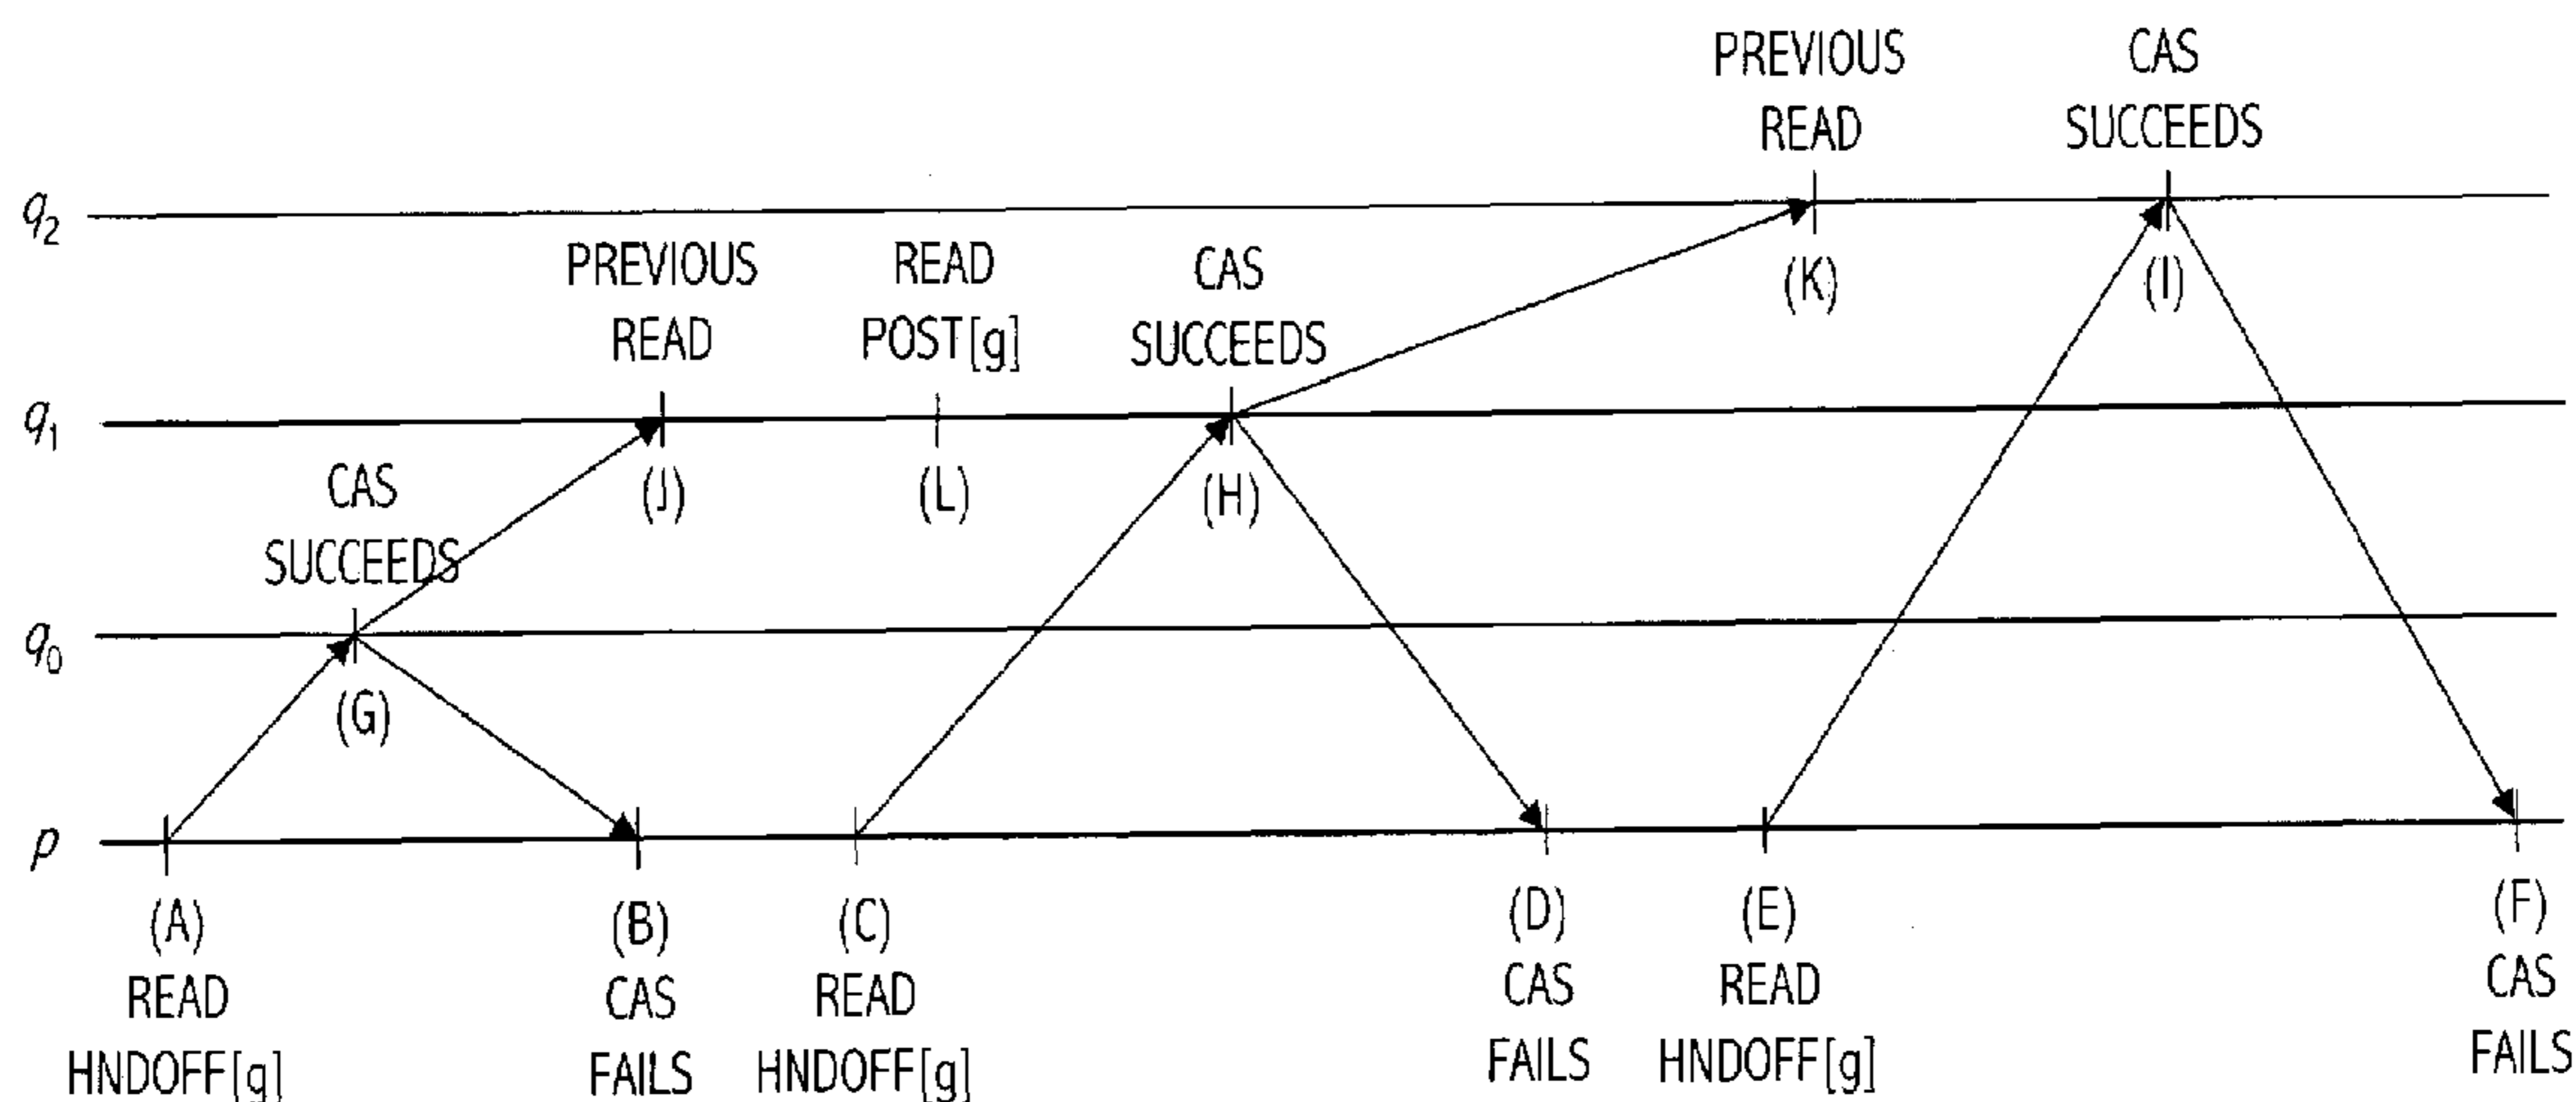 PREVIOUS
READ
CAS
SUCCEEDS
q2
(K)
(I)
PREVIOUS
READ
READ
POST[g]
CAS
SUCCEEDS
q1
(J)
(L)
(H)
CAS
SUCCEEDS
q0
(G)
p
(A)
READ
HNDOFF[g]
(B)
CAS
FAILS
(C)
READ
HNDOFF[g]
(D)
CAS
FAILS
(E)
READ
HNDOFF[g]
(F)
CAS
FAILS